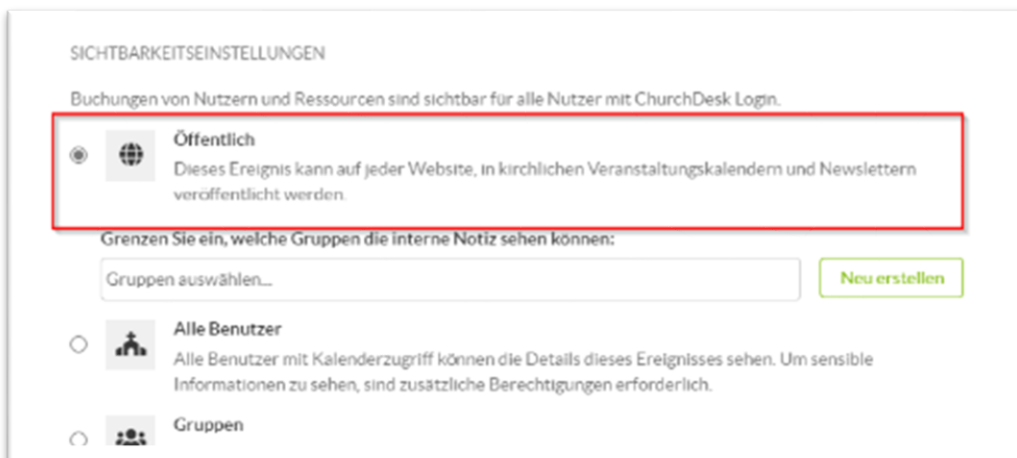 SICHTBARKEITSEINSTELLUNGEN
Buchungen von Nutzern und Ressourcen sind sichtbar für alle Nutzer mit ChurchDesk Login.
Öffentlich
Dieses Ereignis kann auf jeder Website, in kirchlichen Veranstaltungskalendern und Newslettern
veröffentlicht werden.
Grenzen Sie ein, welche Gruppen die interne Notiz sehen können:
Gruppen auswählen...
Neu erstellen
Alle Benutzer
Alle Benutzer mit Kalenderzugriff können die Details dieses Ereignisses sehen. Um sensible
Informationen zu sehen, sind zusätzliche Berechtigungen erforderlich.
Gruppen